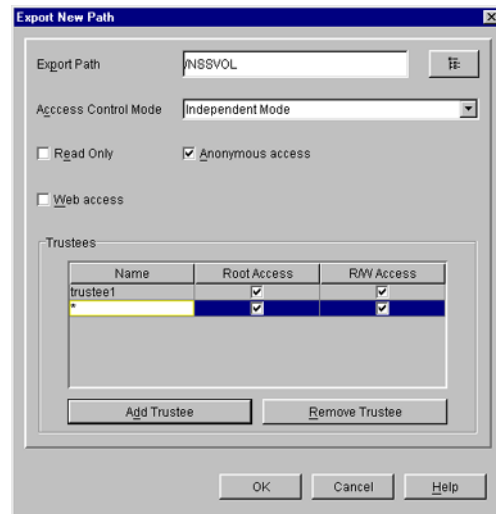 Export New Path
Export Path /NSSVOL
Acccess Control Mode Independent Mode
Read Only Anonymous access
Web access
Trustees
Name Root Access R/W Access
trustee1
*
Add Trustee Remove Trustee
OK Cancel Help